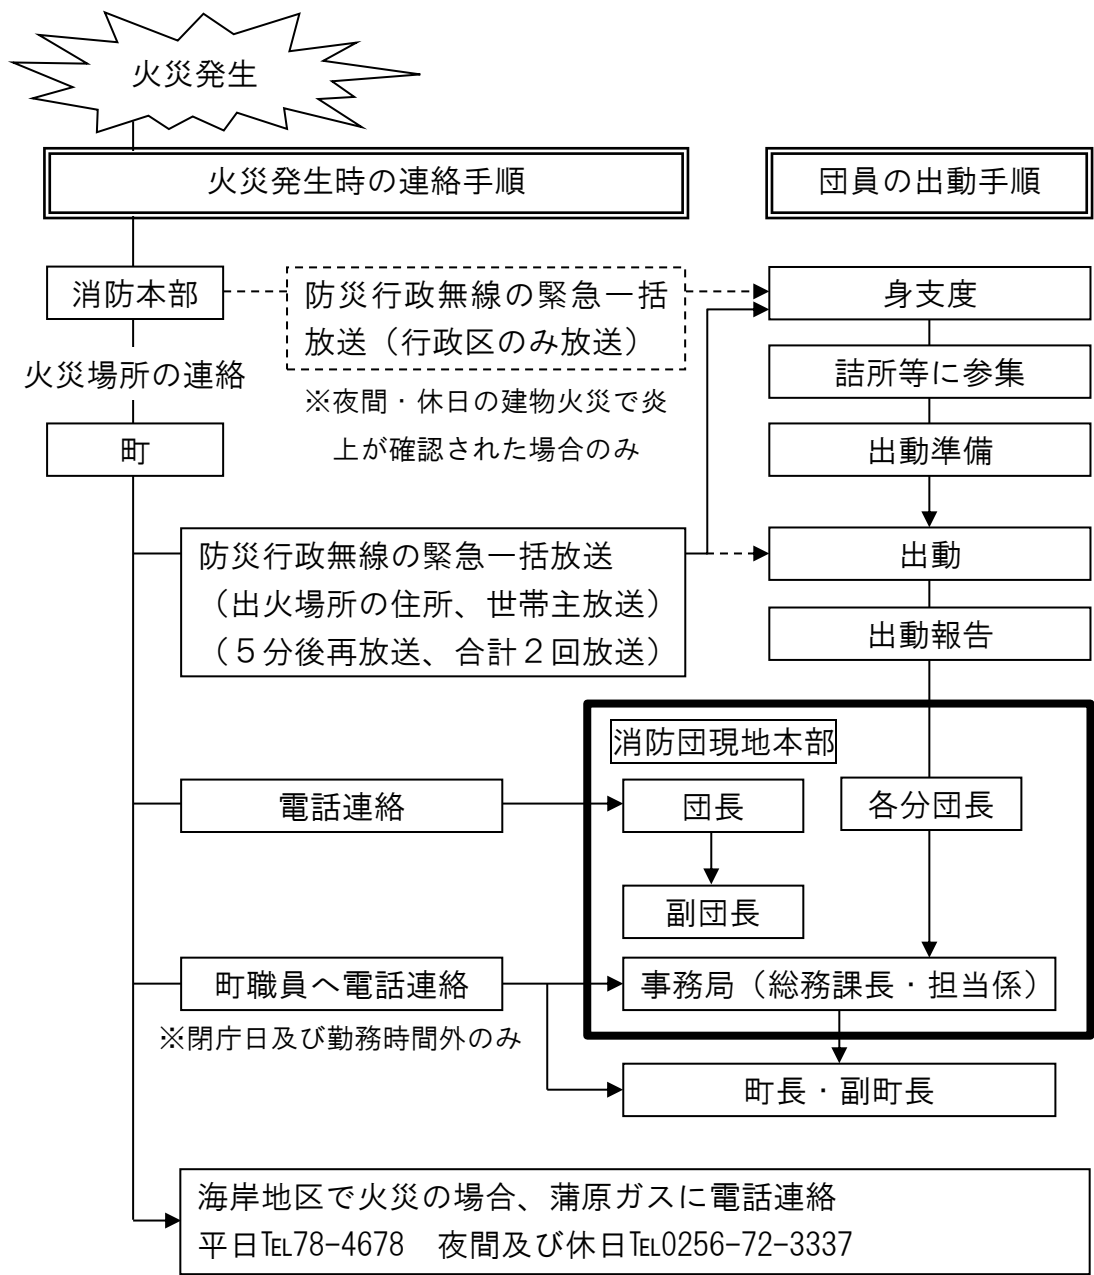 火災発生
火災発生時の連絡手順
団員の出動手順
消防本部
防災行政無線の緊急一括
放送（行政区のみ放送）
身支度
火災場所の連絡
詰所等に参集
※夜間・休日の建物火災で炎
上が確認された場合のみ
町
出動準備
防災行政無線の緊急一括放送
（出火場所の住所、世帯主放送）
（５分後再放送、合計２回放送）
出動
出動報告
消防団現地本部
電話連絡
団長
各分団長
副団長
町職員へ電話連絡
事務局（総務課長・担当係）
※閉庁日及び勤務時間外のみ
町長・副町長
海岸地区で火災の場合、蒲原ガスに電話連絡
平日℡78-4678　夜間及び休日℡0256-72-3337